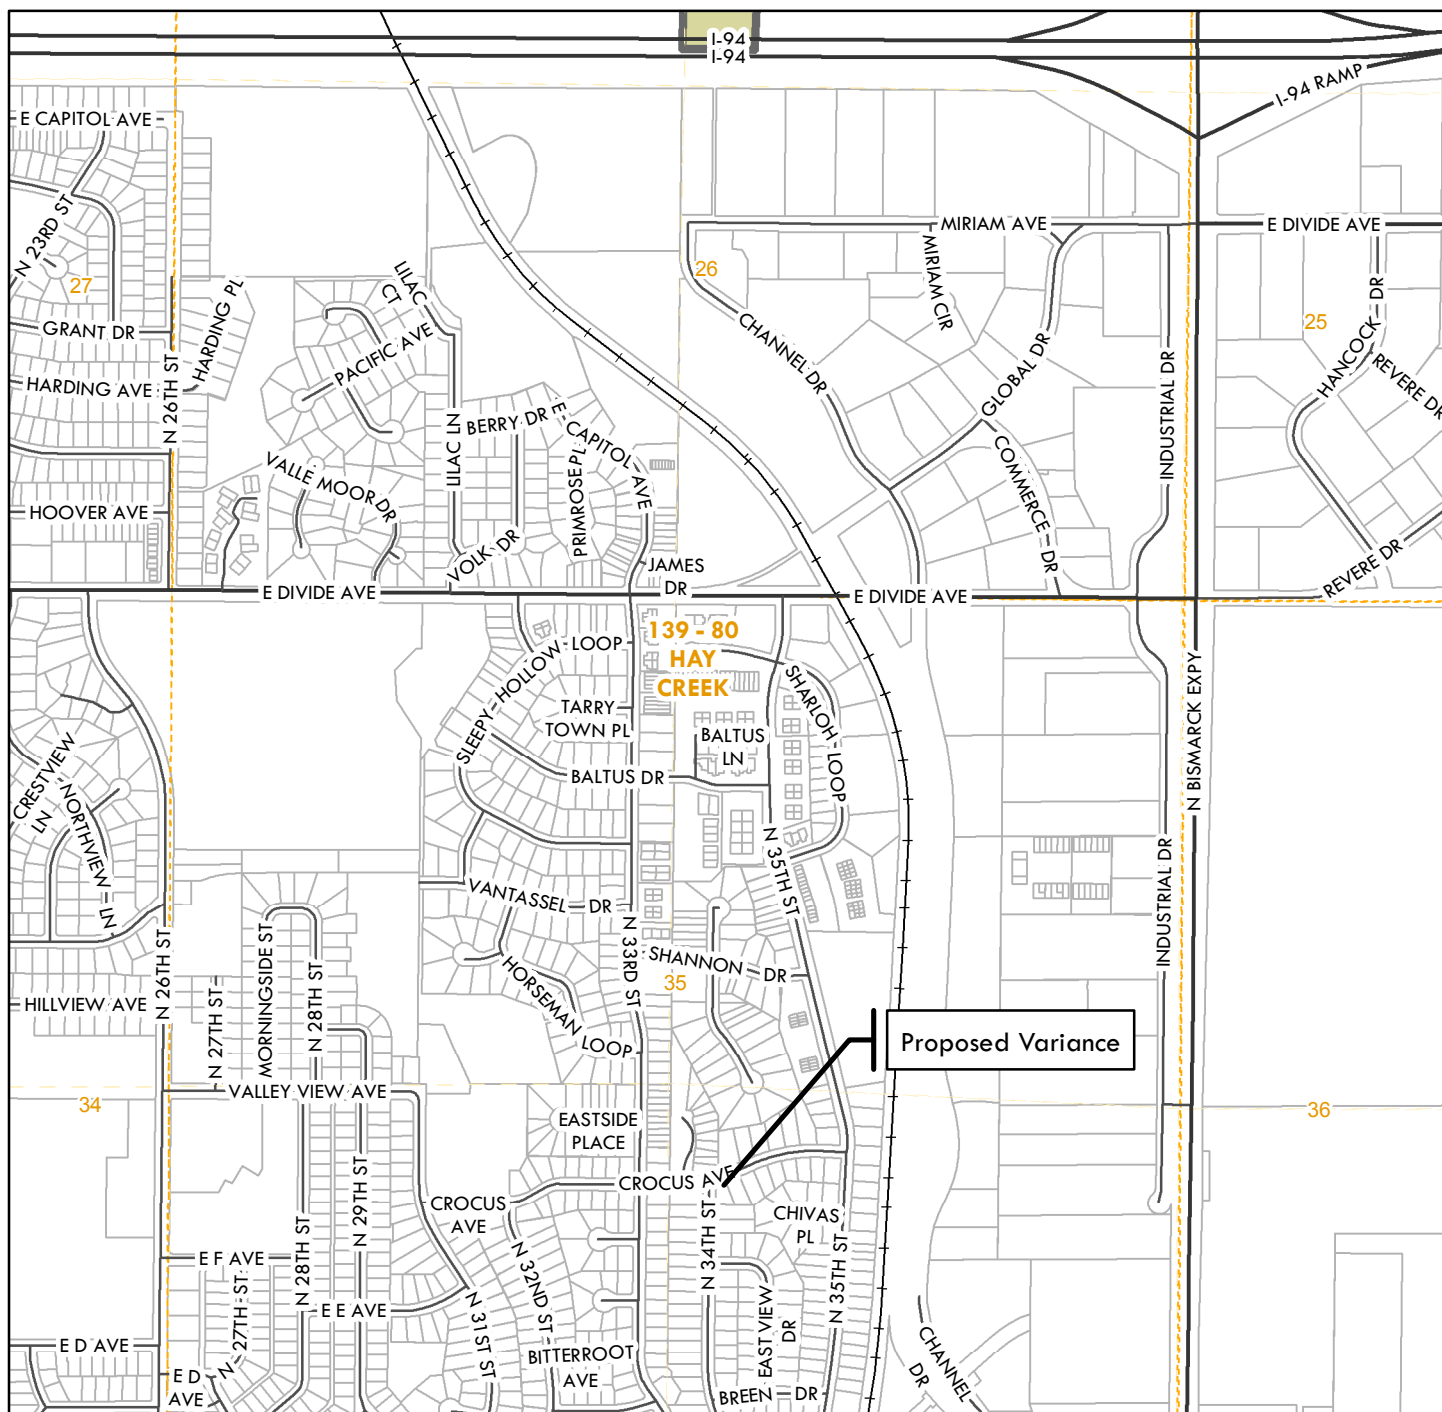 I-94
I-94
I-94 RAMP
E CAPITOL AVE
N 23RD ST
27
GRANT DR
HARDING PL
HARDING AVE
N 26TH ST
HOOVER AVE
LILAC
CT
PACIFIC AVE
LILAC LN
BERRY DR
E CAPITOL AVE
PRIMROSE PL
VALLE MOOR DR
VOLK DR
JAMES
DR
26
MIRIAM AVE
MIRIAM CIR
CHANNEL DR
GLOBAL DR
COMMERCE DR
INDUSTRIAL DR
E DIVIDE AVE
25
HANCOCK DR
REVERE DR
REVERE DR
E DIVIDE AVE
E DIVIDE AVE
139 - 80
HAY
CREEK
SLEEPY HOLLOW LOOP
TARRY
TOWN PL
BALTUS
LN
BALTUS DR
SHARLOH LOOP
N BISMARCK EXPY
CRESTVIEW
LN
NORTHVIEW LN
N 35TH ST
INDUSTRIAL DR
VANTASSEL DR
N 33RD ST
SHANNON DR
35
HORSEMAN LOOP
HILLVIEW AVE
N 26TH ST
N 27TH ST
MORNINGSIDE ST
N 28TH ST
Proposed Variance
VALLEY VIEW AVE
34
36
EASTSIDE
PLACE
CROCUS AVE
CROCUS
AVE
CHIVAS
PL
N 29TH ST
N 28TH ST
N 32ND ST
N 34TH ST
N 35TH ST
E F AVE
N 27TH ST
E E AVE
N 31ST ST
EASTVIEW
DR
E D AVE
E D
AVE
BITTERROOT
AVE
BREEN DR
CHANNEL
DR